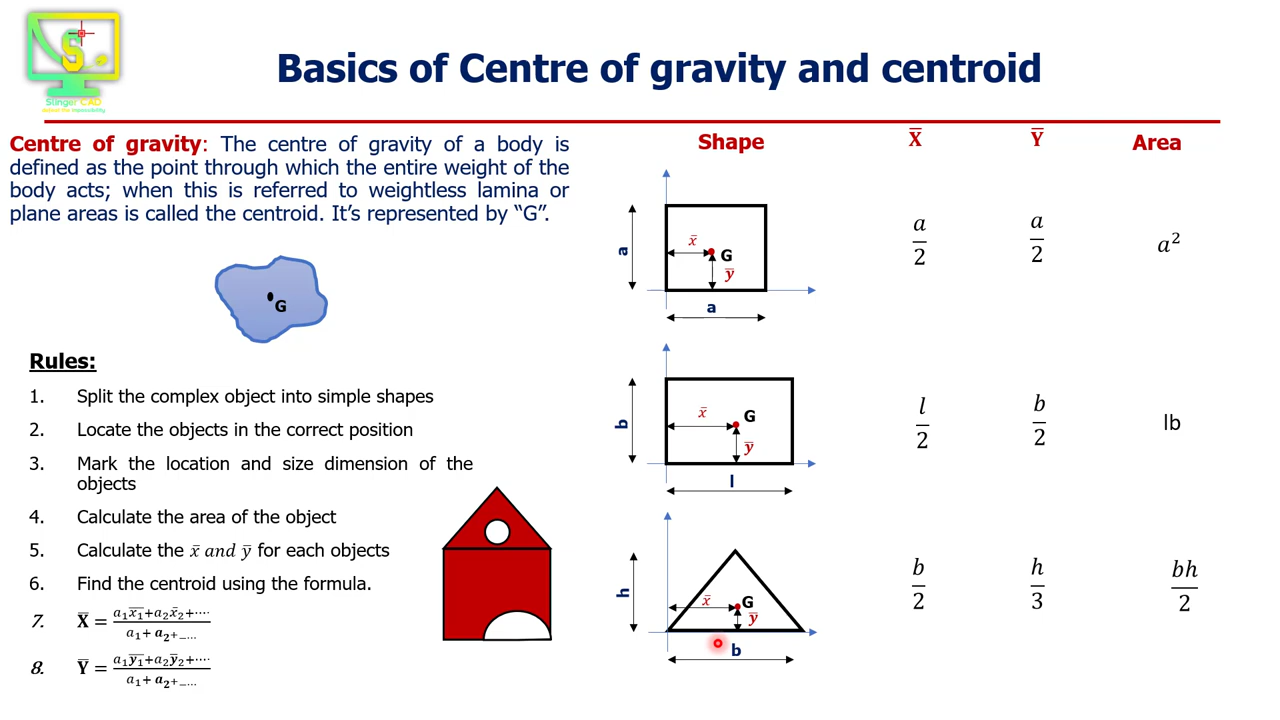 S
Slinger CAD
Basics of Centre of gravity and centroid
Centre of gravity: The centre of gravity of a body is
defined as the point through which the entire weight of the
body acts; when this is referred to weightless lamina or
plane areas is called the centroid. It’s represented by “G”.
G
Rules:
1. Split the complex object into simple shapes
2. Locate the objects in the correct position
3. Mark the location and size dimension of the
objects
4. Calculate the area of the object
5. Calculate the x̄ and ȳ for each objects
6. Find the centroid using the formula.
7. X̄ = (a₁x̄₁+a₂x̄₂+····)/(a₁+ a₂+−…)
8. Ȳ = (a₁ȳ₁+a₂ȳ₂+····)/(a₁+ a₂+−…)
Shape X̄ Ȳ Area
a x̄ G ȳ a
a/2 a/2 a²
b x̄ G ȳ l
l/2 b/2 lb
h x̄ G ȳ b
b/2 h/3 bh/2